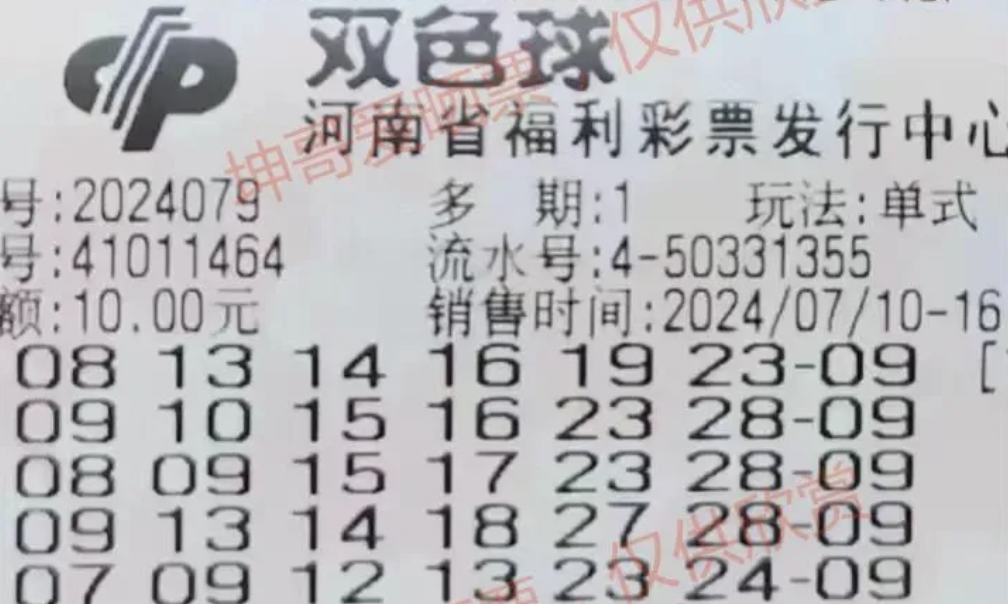 双色球
仅供欣
河南省福利彩票发行中心
坤哥爱晒票
号:2024079 多 期:1 玩法:单式
号:41011464 流水号:4-50331355
额:10.00元 销售时间:2024/07/10-16
08 13 14 16 19 23-09 [
09 10 15 16 23 28-09
08 09 15 17 23 28-09
09 13 14 18 27 28-09
07 09 12 13 23 24-09
仅供欣赏